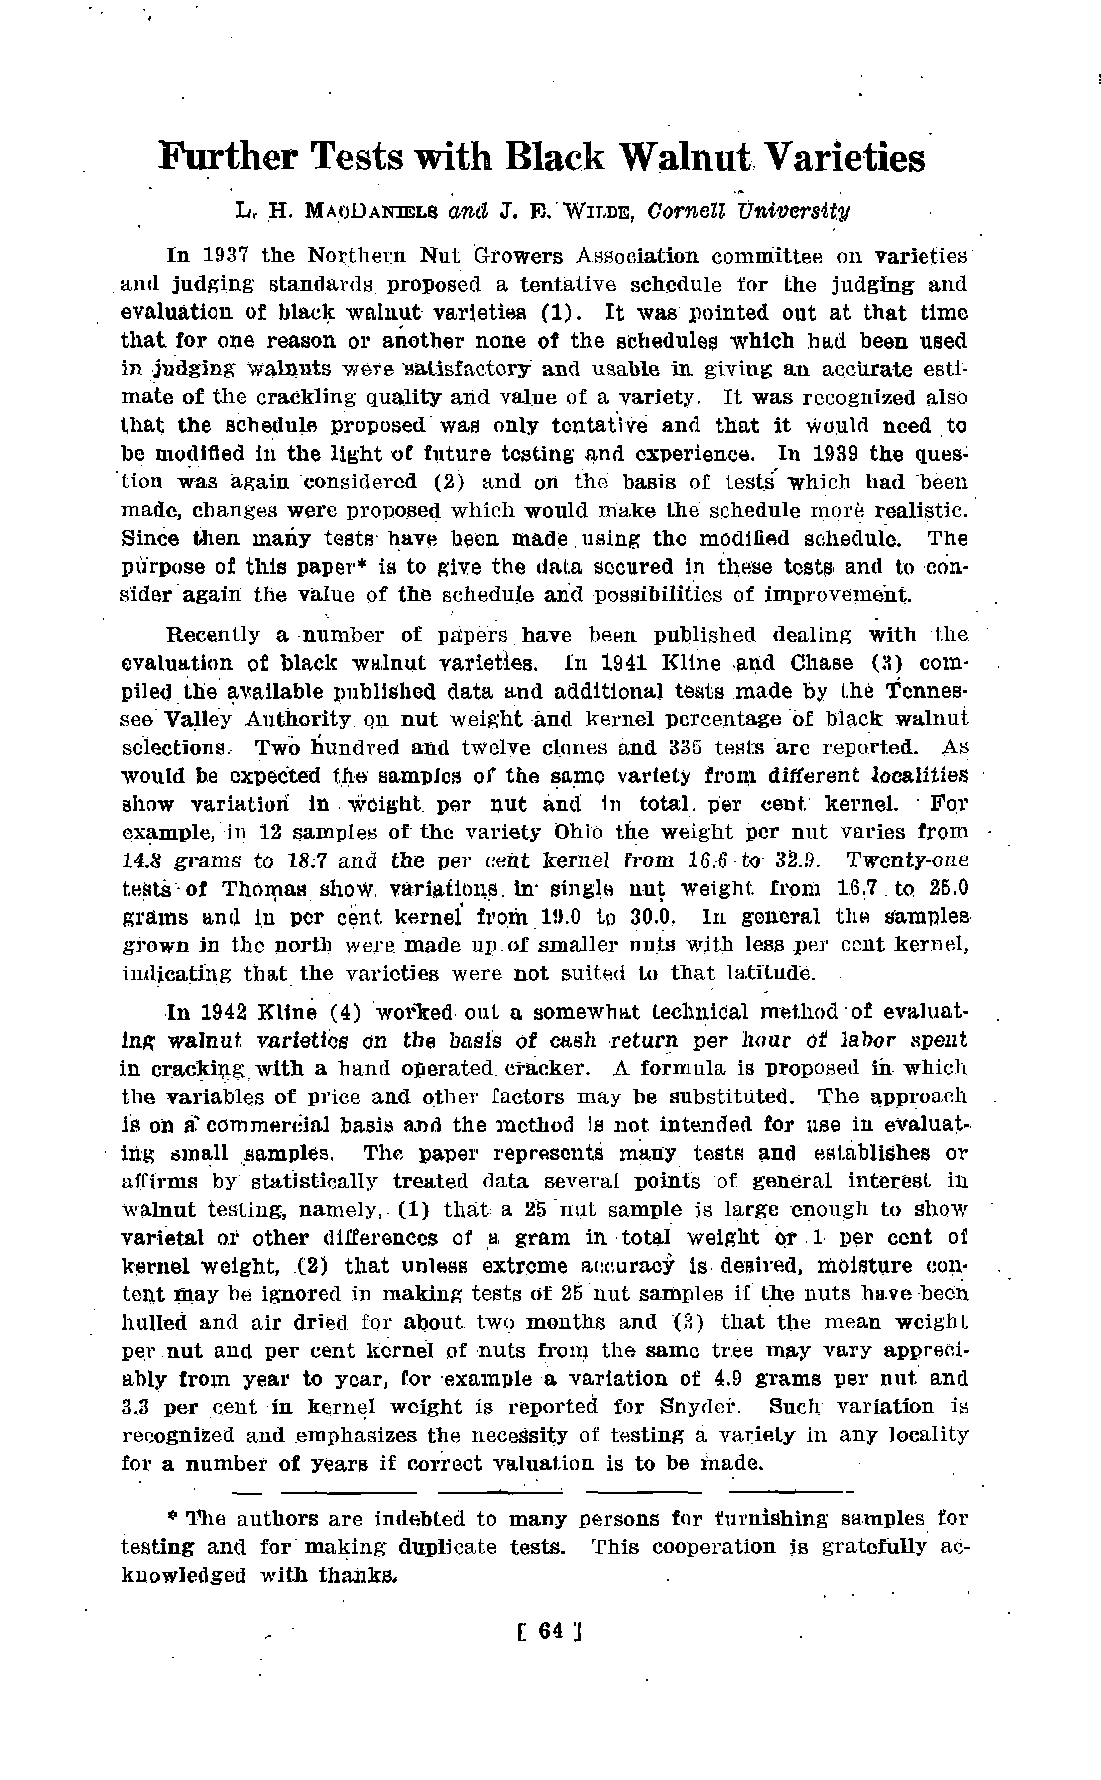 Further Tests with Black Walnut Varieties
L. H. MacDaniels and J. E. Wilde, Cornell University
In 1937 the Northern Nut Growers Association committee on varieties
and judging standards proposed a tentative schedule for the judging and
evaluation of black walnut varieties (1). It was pointed out at that time
that for one reason or another none of the schedules which had been used
in judging walnuts were satisfactory and usable in giving an accurate esti-
mate of the crackling quality and value of a variety. It was recognized also
that the schedule proposed was only tentative and that it would need to
be modified in the light of future testing and experience. In 1939 the ques-
tion was again considered (2) and on the basis of tests which had been
made, changes were proposed which would make the schedule more realistic.
Since then many tests have been made using the modified schedule. The
purpose of this paper* is to give the data secured in these tests and to con-
sider again the value of the schedule and possibilities of improvement.
Recently a number of papers have been published dealing with the
evaluation of black walnut varieties. In 1941 Kline and Chase (3) com-
piled the available published data and additional tests made by the Tennes-
see Valley Authority on nut weight and kernel percentage of black walnut
selections. Two hundred and twelve clones and 335 tests are reported. As
would be expected the samples of the same variety from different localities
show variation in weight per nut and in total per cent kernel. For
example, in 12 samples of the variety Ohio the weight per nut varies from
14.8 grams to 18.7 and the per cent kernel from 16.6 to 32.9. Twenty-one
tests of Thomas show variations in single nut weight from 16.7 to 25.0
grams and in per cent kernel from 19.0 to 30.0. In general the samples
grown in the north were made up of smaller nuts with less per cent kernel,
indicating that the varieties were not suited to that latitude.
In 1942 Kline (4) worked out a somewhat technical method of evaluat-
ing walnut varieties on the basis of cash return per hour of labor spent
in cracking with a hand operated cracker. A formula is proposed in which
the variables of price and other factors may be substituted. The approach
is on a commercial basis and the method is not intended for use in evaluat-
ing small samples. The paper represents many tests and establishes or
affirms by statistically treated data several points of general interest in
walnut testing, namely, (1) that a 25 nut sample is large enough to show
varietal or other differences of a gram in total weight or 1 per cent of
kernel weight, (2) that unless extreme accuracy is desired, moisture con-
tent may be ignored in making tests of 25 nut samples if the nuts have been
hulled and air dried for about two months and (3) that the mean weight
per nut and per cent kernel of nuts from the same tree may vary appreci-
ably from year to year, for example a variation of 4.9 grams per nut and
3.3 per cent in kernel weight is reported for Snyder. Such variation is
recognized and emphasizes the necessity of testing a variety in any locality
for a number of years if correct valuation is to be made.
* The authors are indebted to many persons for furnishing samples for
testing and for making duplicate tests. This cooperation is gratefully ac-
knowledged with thanks.
[ 64 ]